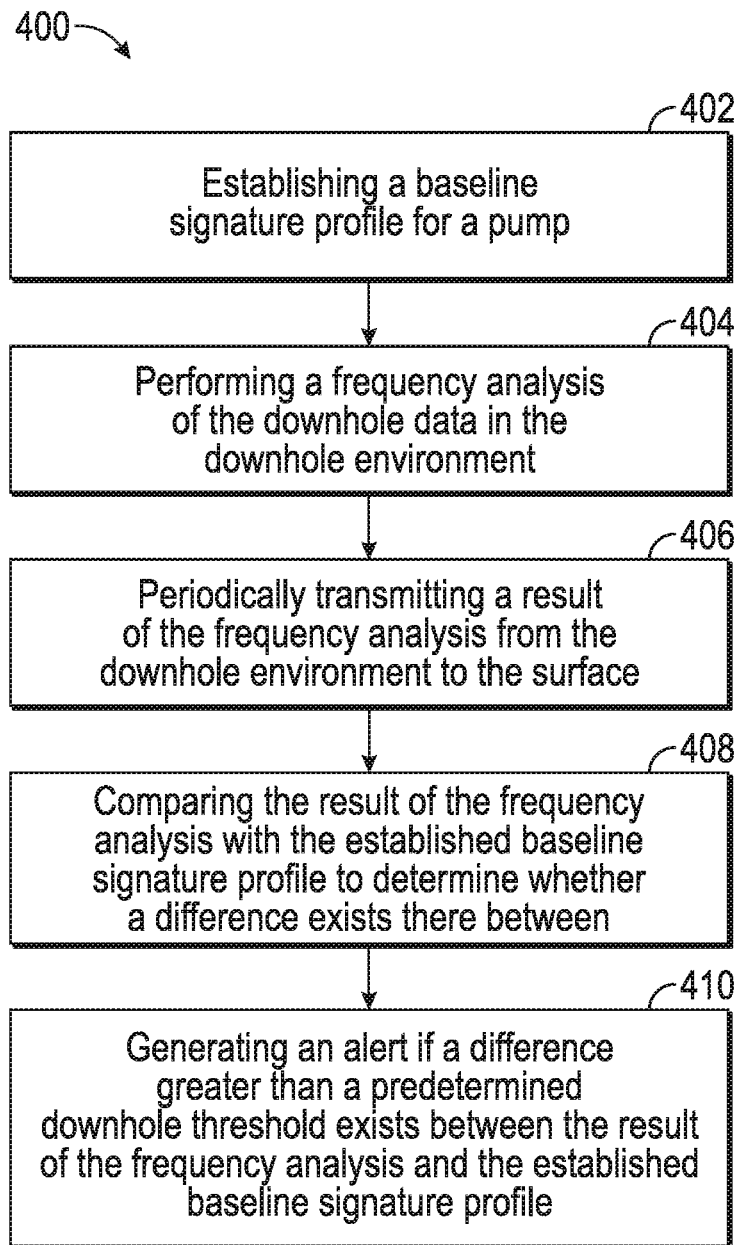 400
402
Establishing a baseline
signature profile for a pump
404
Performing a frequency analysis
of the downhole data in the
downhole environment
406
Periodically transmitting a result
of the frequency analysis from the
downhole environment to the surface
408
Comparing the result of the frequency
analysis with the established baseline
signature profile to determine whether
a difference exists there between
410
Generating an alert if a difference
greater than a predetermined
downhole threshold exists between the result
of the frequency analysis and the established
baseline signature profile